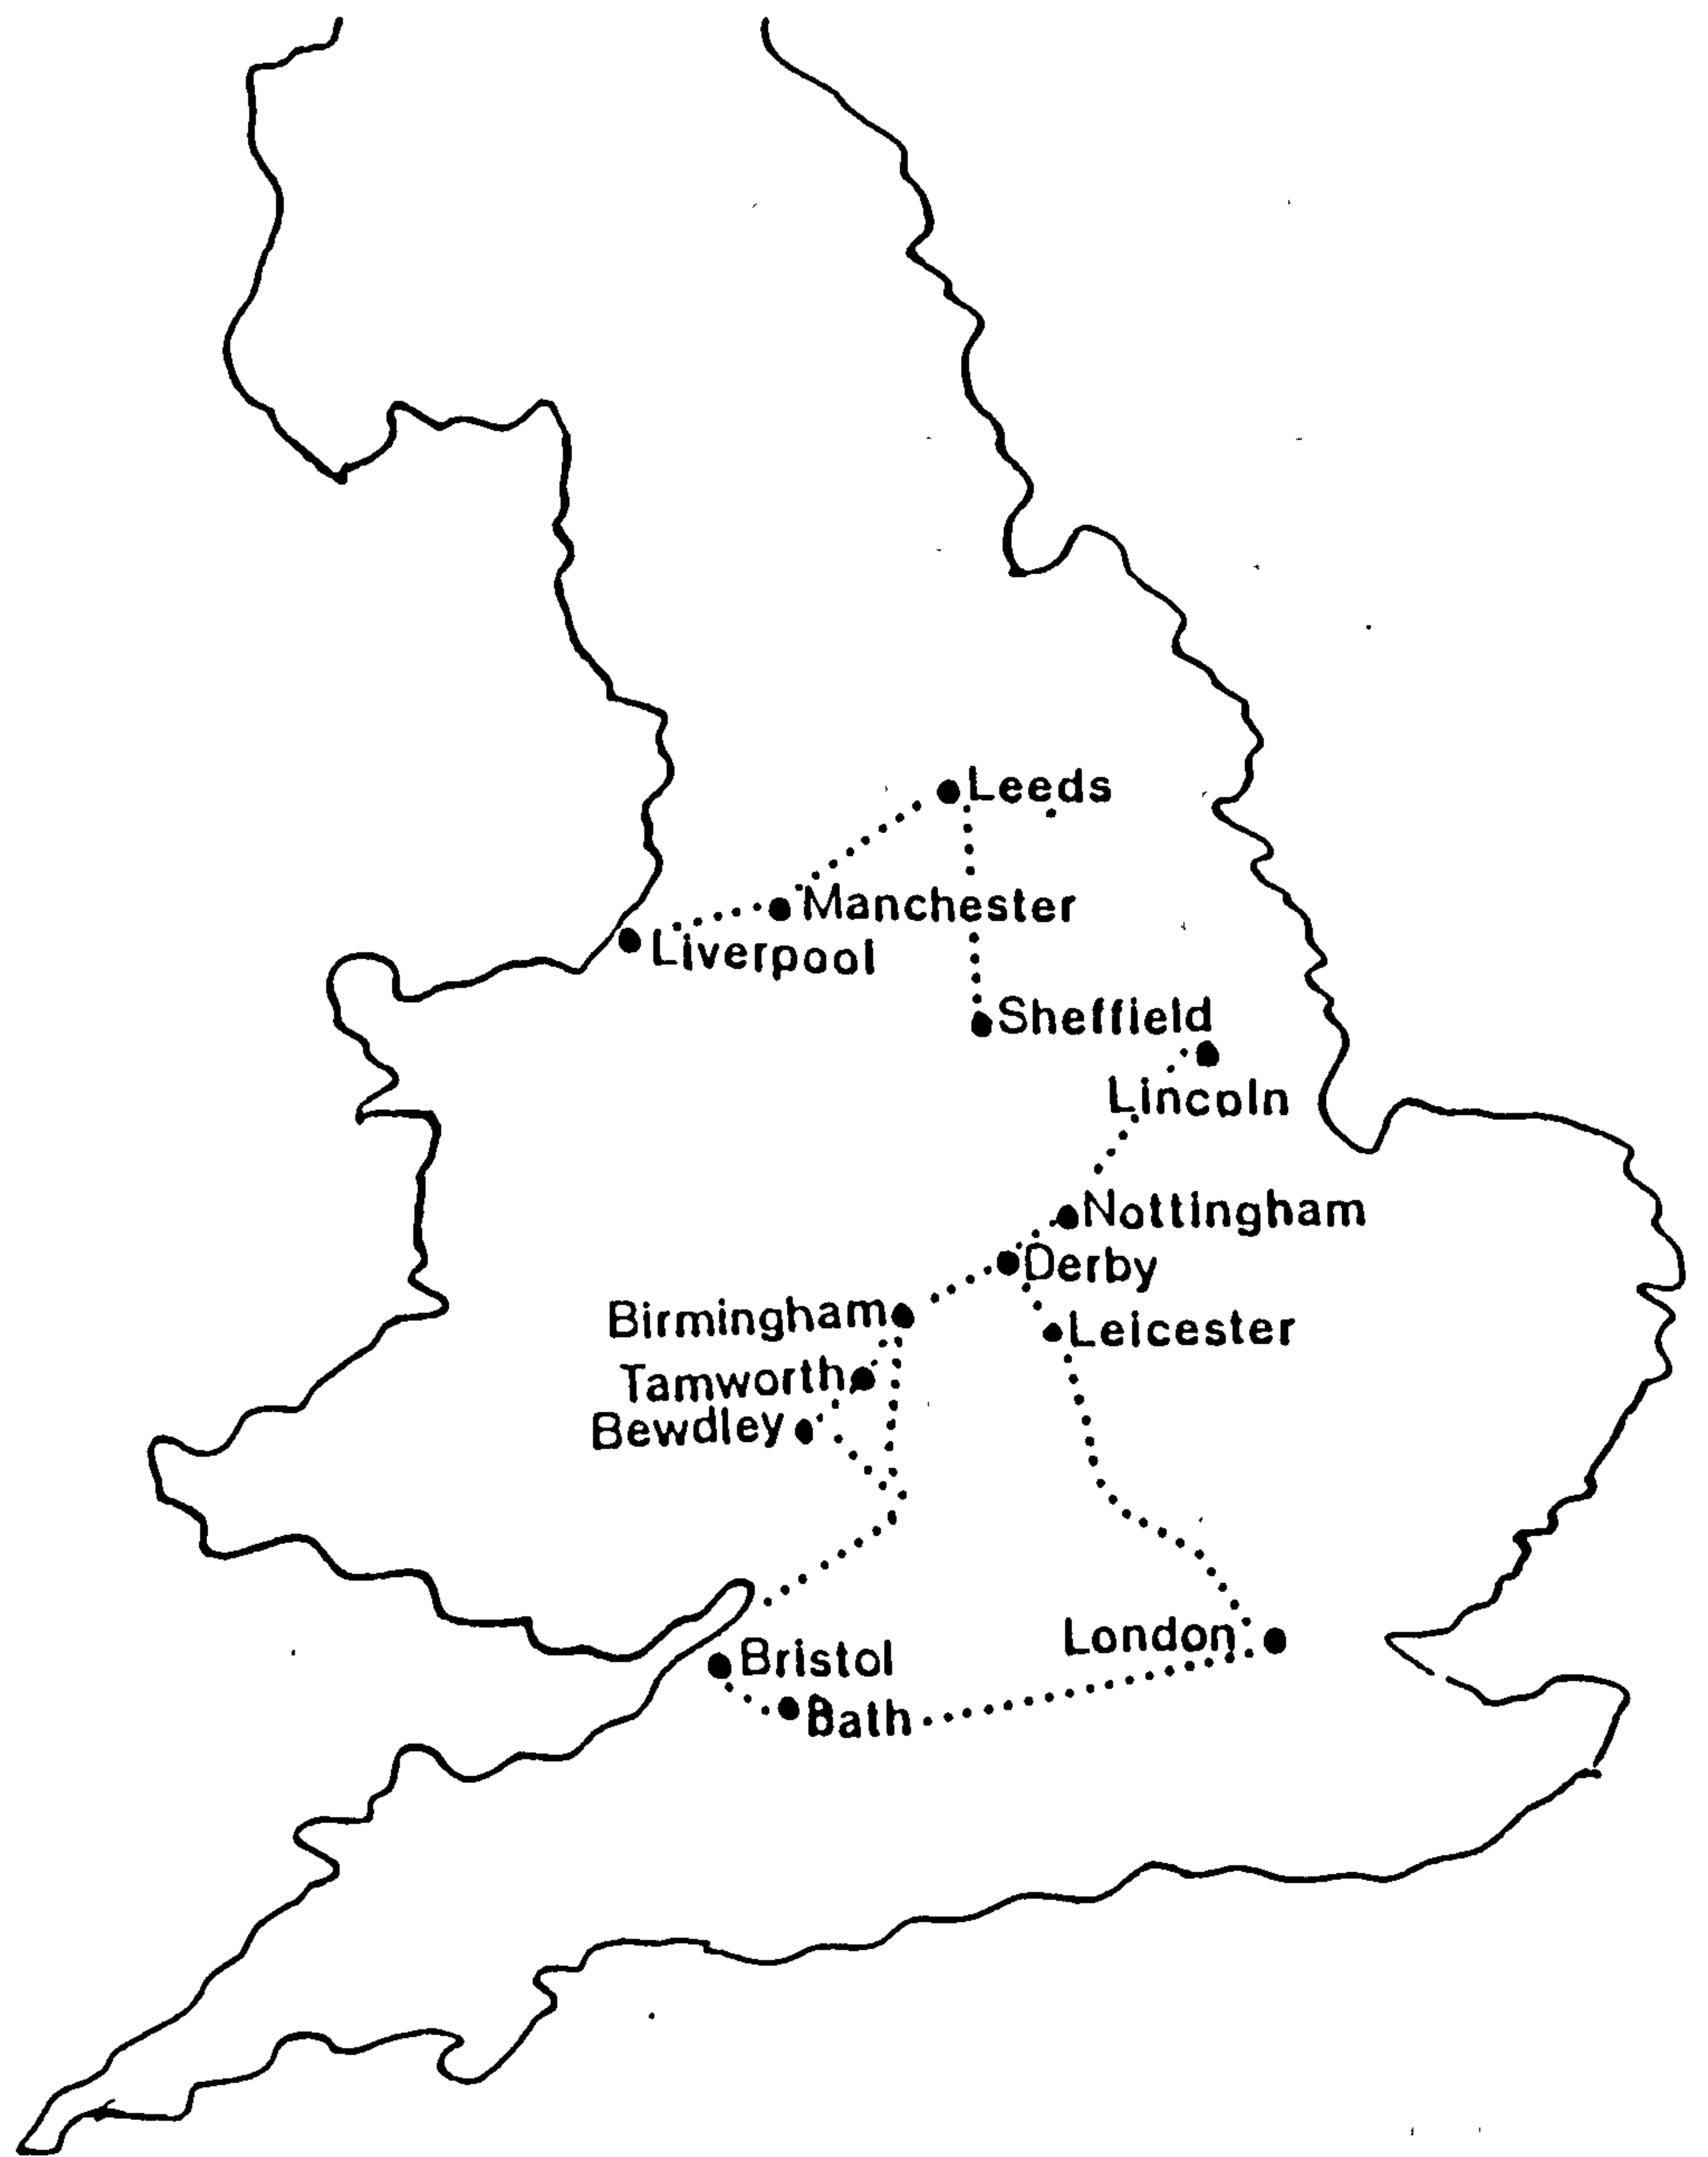 Leeds
Manchester
Liverpool
Sheffield
Lincoln
Nottingham
Derby
Birmingham
Leicester
Tamworth
Bewdley
London
Bristol
Bath